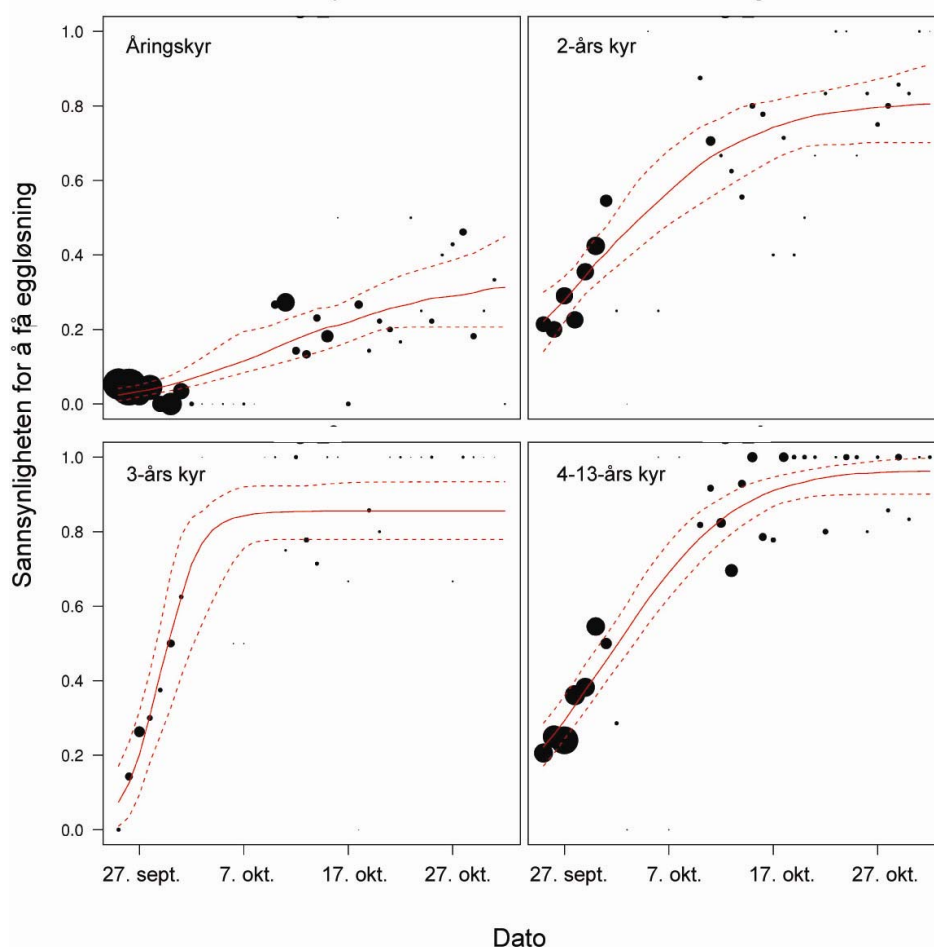 Åringskyr
2-års kyr
1.0
0.8
0.6
0.4
0.2
0.0
3-års kyr
4-13-års kyr
1.0
0.8
0.6
0.4
0.2
0.0
Sannsynligheten for å få eggløsning
27. sept.
7. okt.
17. okt.
27. okt.
27. sept.
7. okt.
17. okt.
27. okt.
Dato